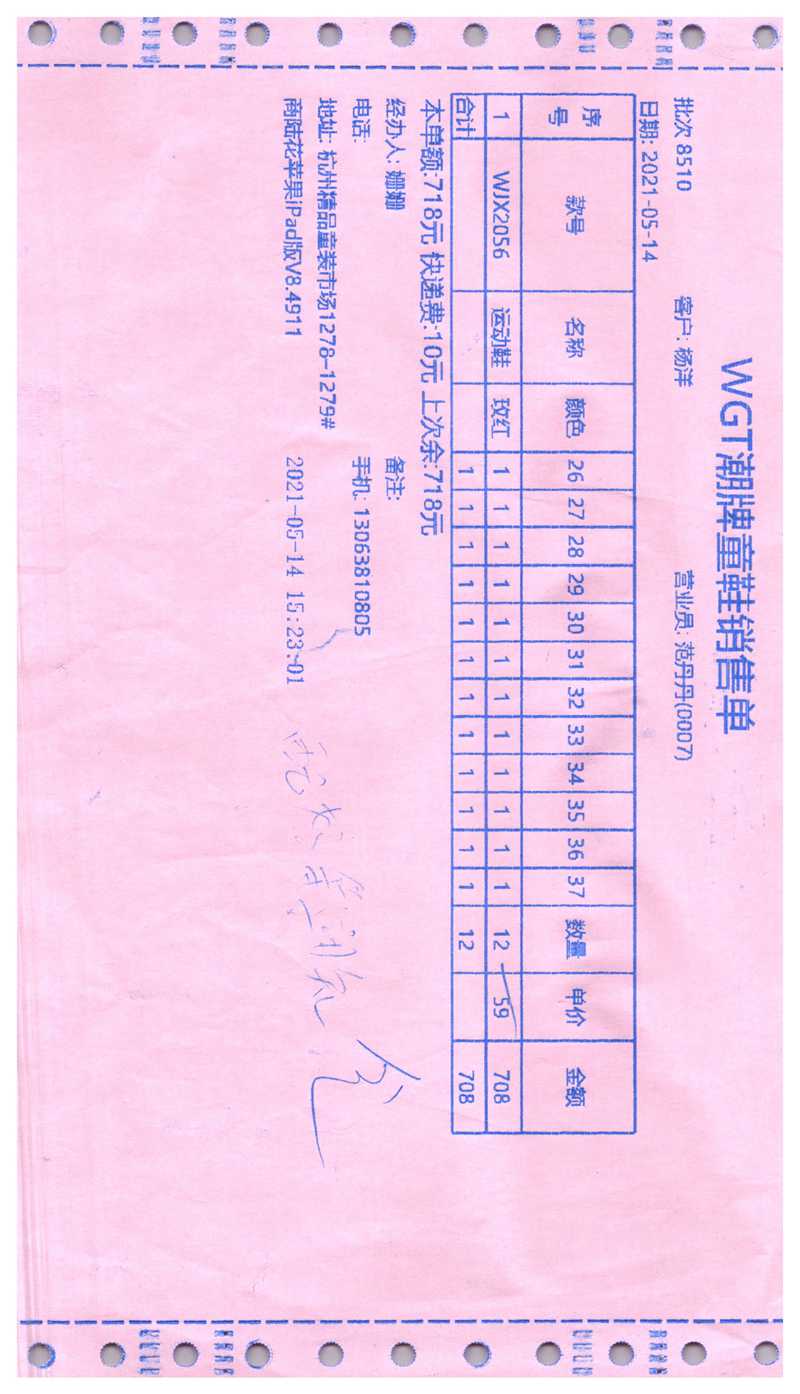 WGT潮牌童鞋销售单
批次 8510 客户: 杨洋 营业员: 范丹丹(0007)
日期: 2021-05-14
序号 款号 名称 颜色 26 27 28 29 30 31 32 33 34 35 36 37 数量 单价 金额
1 WJX2056 运动鞋 玫红 1 1 1 1 1 1 1 1 1 1 1 1 12 59 708
合计 1 1 1 1 1 1 1 1 1 1 1 1 12 708
本单额:718元 快递费:10元 上次余:718元
经办人: 姗姗 备注:
电话: 手机: 13063810805
地址: 杭州精品童装市场1278-1279#
商陆花苹果iPad版V8.4911 2021-05-14 15:23:01